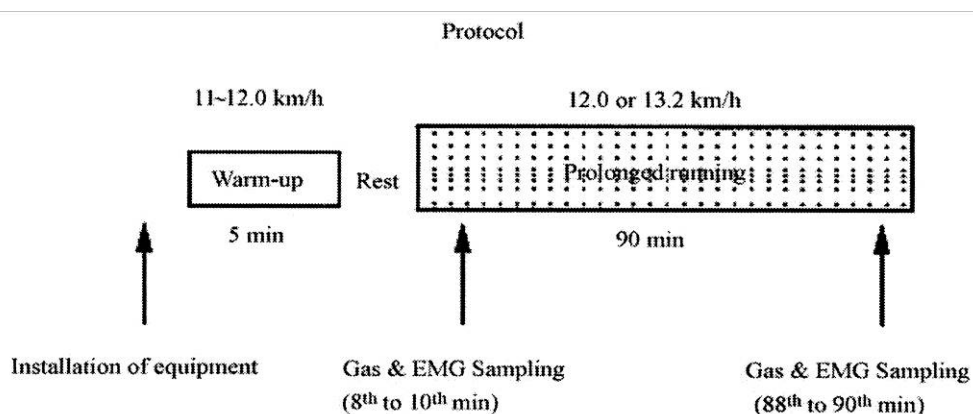 Protocol
11~12.0 km/h
12.0 or 13.2 km/h
Warm-up
Rest
Prolonged running
5 min
90 min
Installation of equipment
Gas & EMG Sampling
(8th to 10th min)
Gas & EMG Sampling
(88th to 90th min)